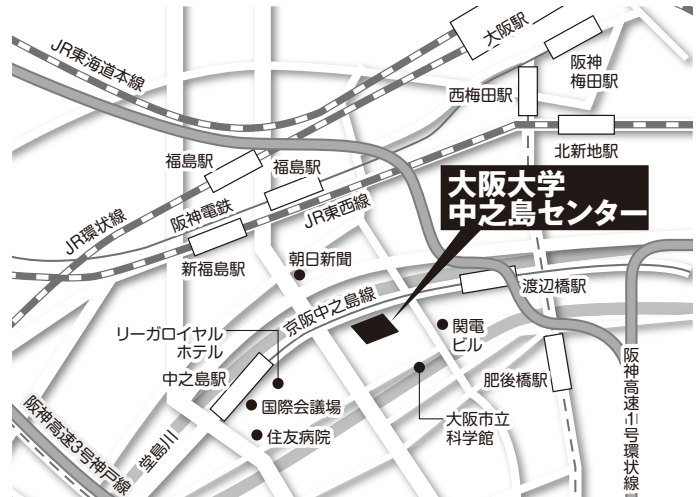 JR東海道本線
大阪駅
阪神
梅田駅
西梅田駅
北新地駅
福島駅
福島駅
阪神電鉄
JR東西線
JR環状線
新福島駅
大阪大学
中之島センター
朝日新聞
京阪中之島線
渡辺橋駅
リーガロイヤル
ホテル
関電
ビル
中之島駅
肥後橋駅
国際会議場
住友病院
大阪市立
科学館
堂島川
阪神高速3号神戸線
阪神高速1号環状線